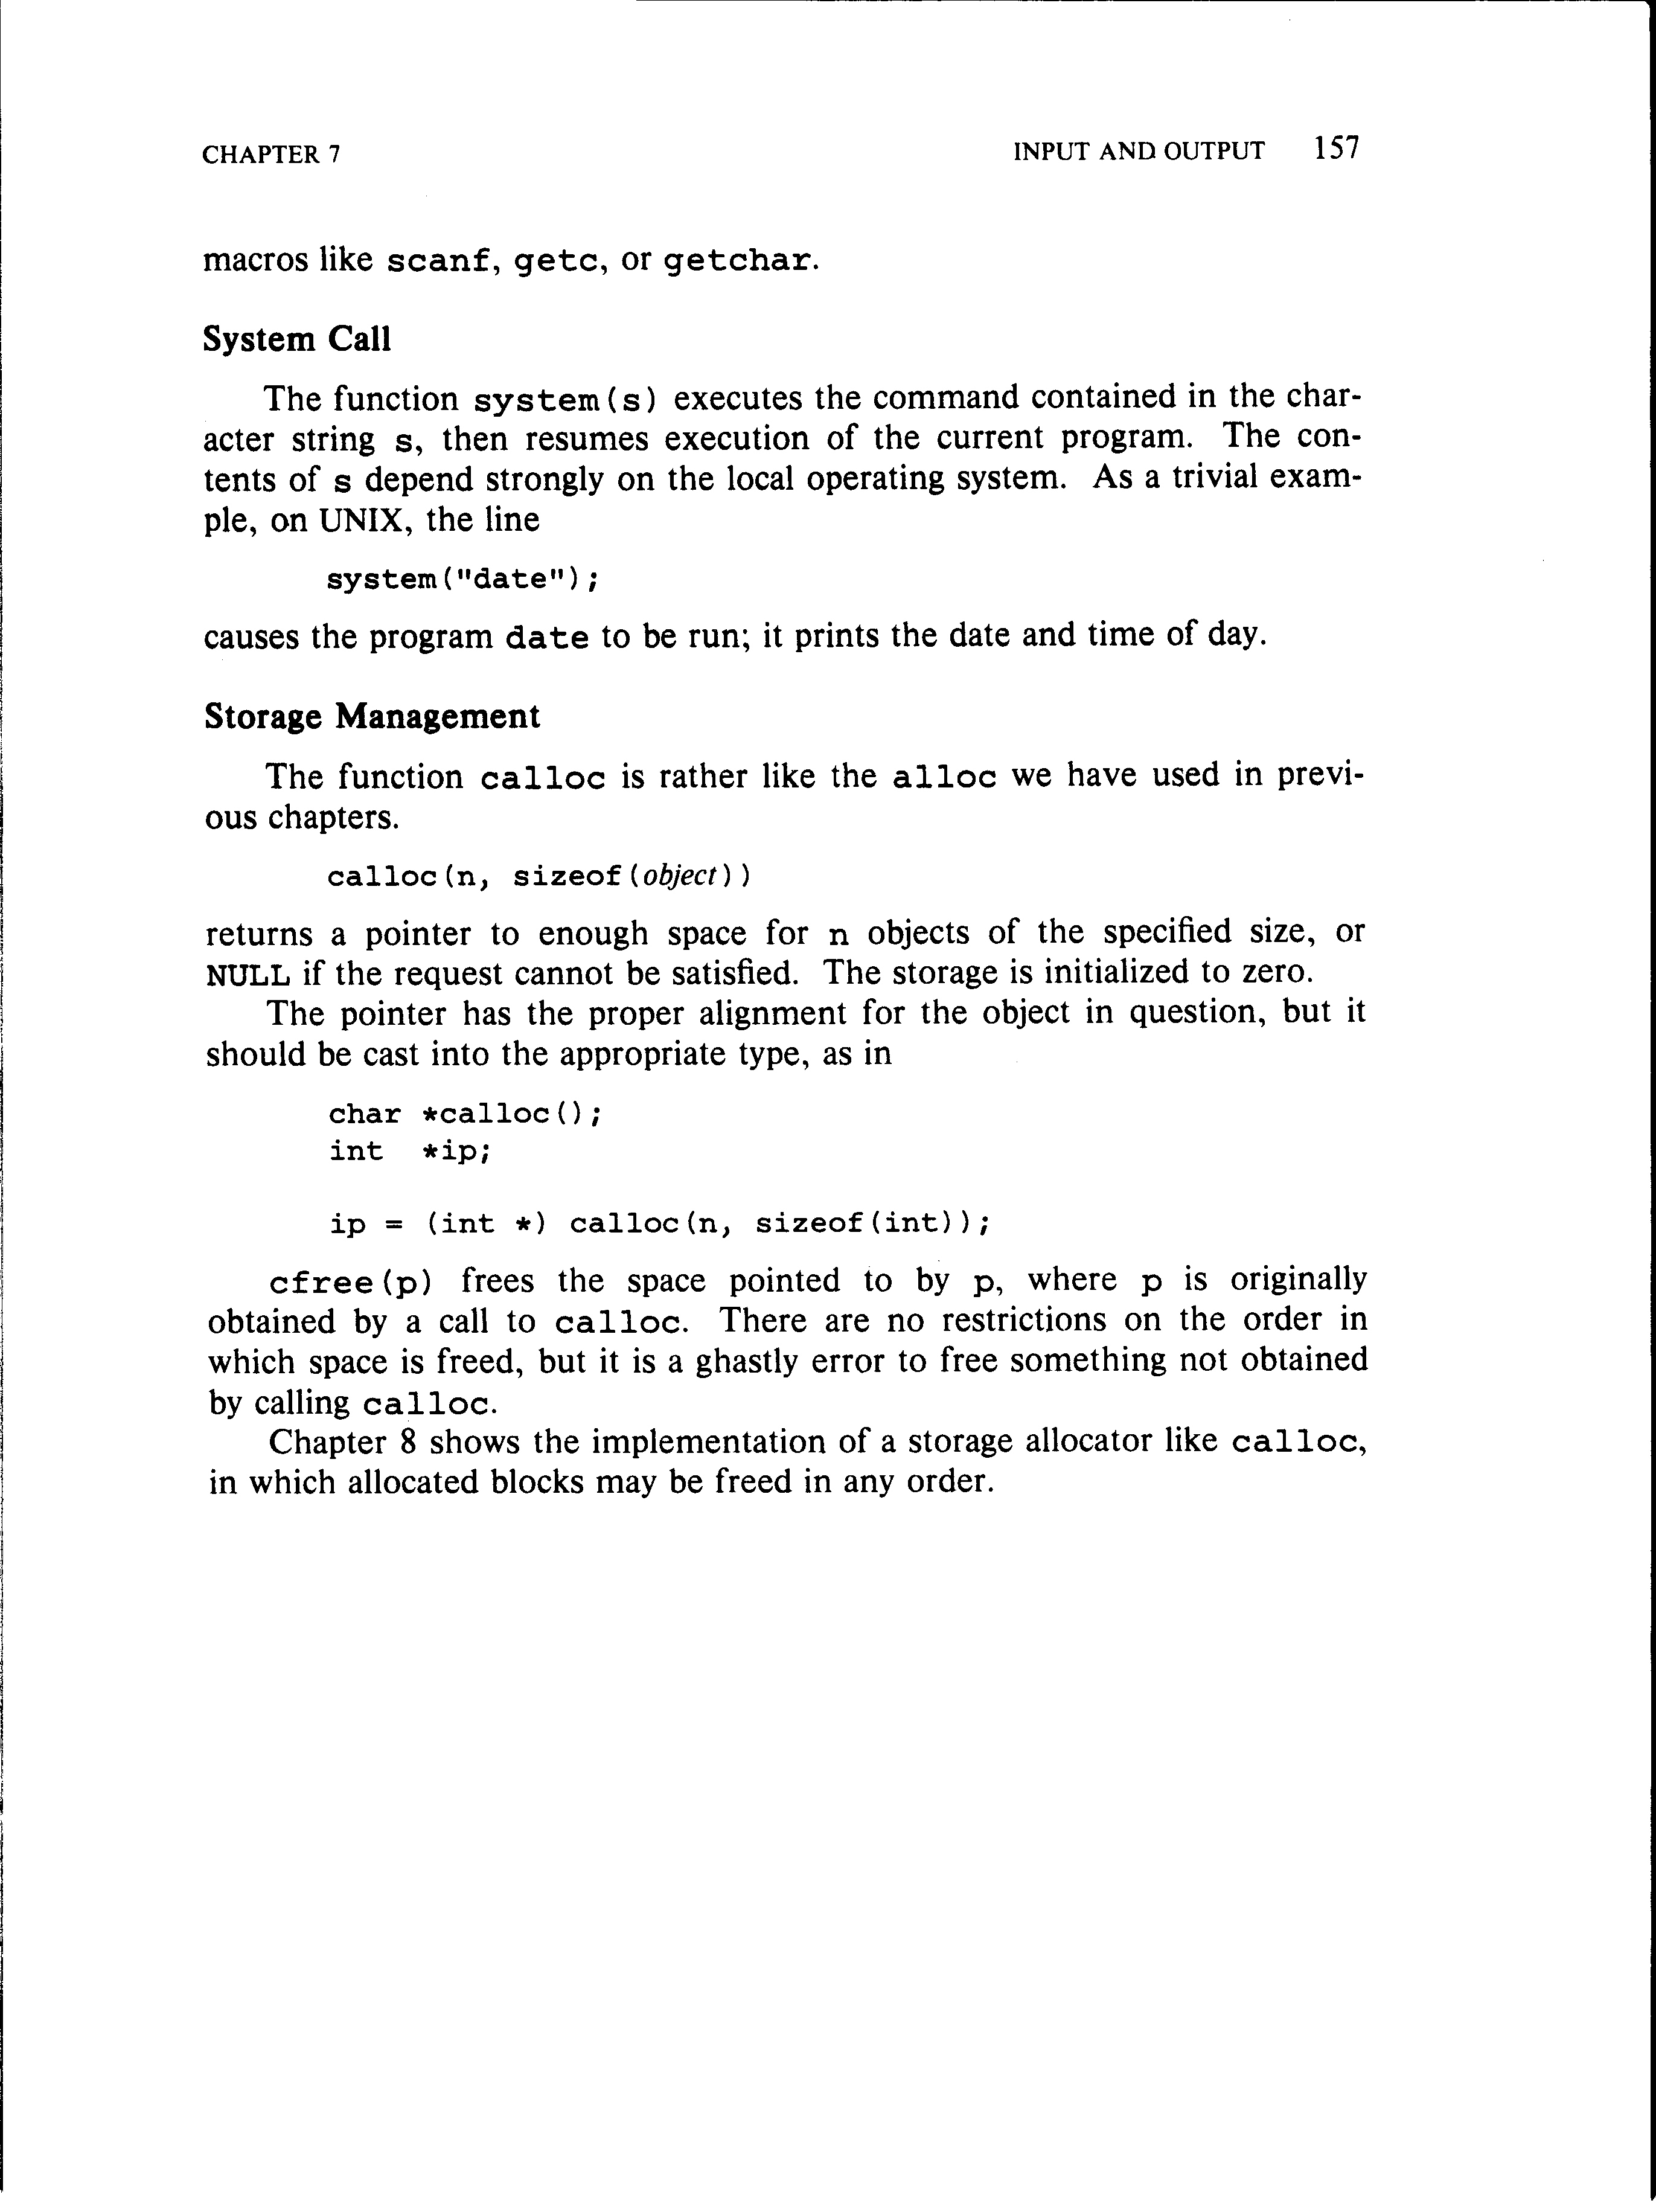 CHAPTER 7 INPUT AND OUTPUT 157
macros like scanf, getc, or getchar.
System Call
The function system(s) executes the command contained in the char-
acter string s, then resumes execution of the current program. The con-
tents of s depend strongly on the local operating system. As a trivial exam-
ple, on UNIX, the line
system("date");
causes the program date to be run; it prints the date and time of day.
Storage Management
The function calloc is rather like the alloc we have used in previ-
ous chapters.
calloc(n, sizeof(object))
returns a pointer to enough space for n objects of the specified size, or
NULL if the request cannot be satisfied. The storage is initialized to zero.
The pointer has the proper alignment for the object in question, but it
should be cast into the appropriate type, as in
char *calloc();
int *ip;
ip = (int *) calloc(n, sizeof(int));
cfree(p) frees the space pointed to by p, where p is originally
obtained by a call to calloc. There are no restrictions on the order in
which space is freed, but it is a ghastly error to free something not obtained
by calling calloc.
Chapter 8 shows the implementation of a storage allocator like calloc,
in which allocated blocks may be freed in any order.